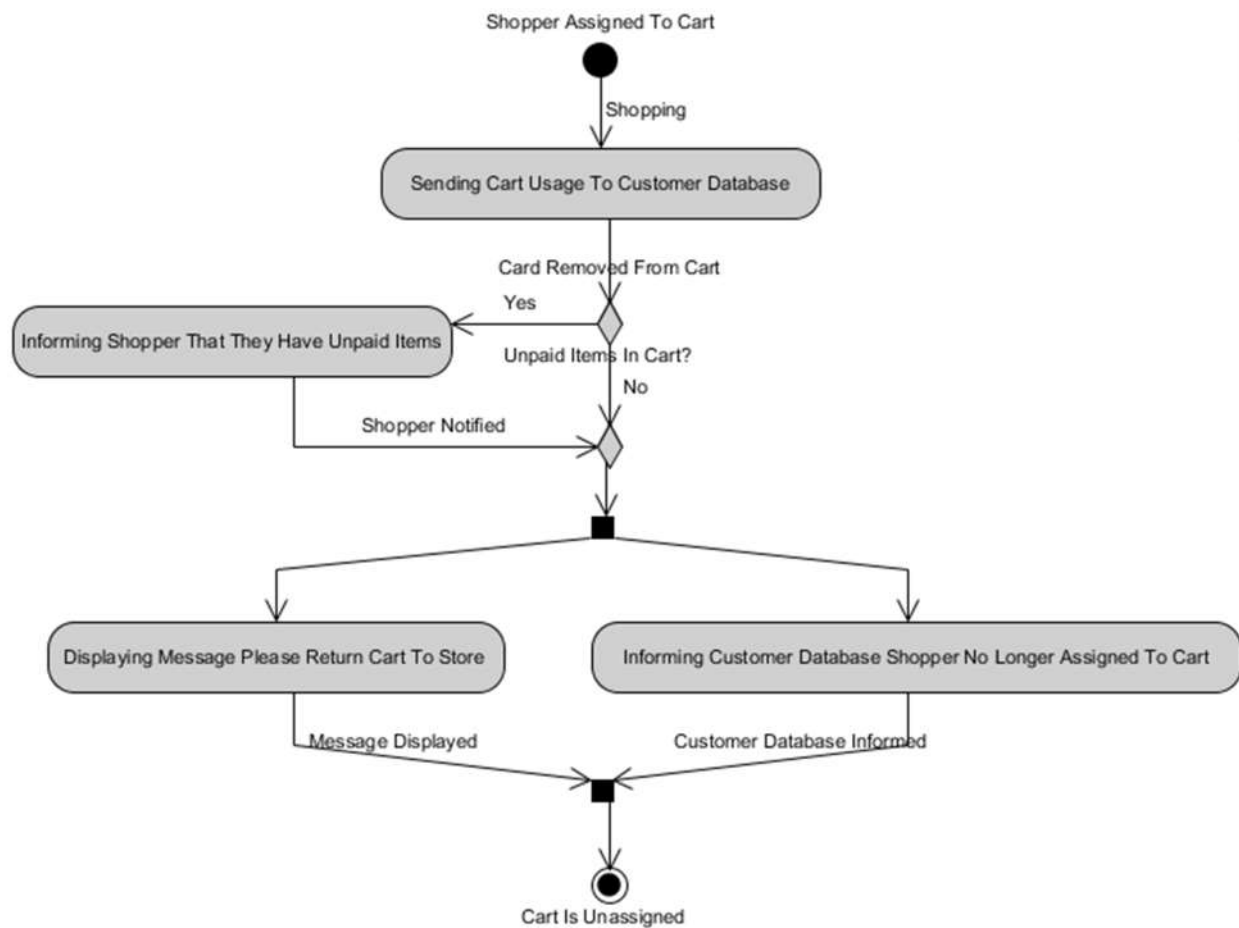 Shopper Assigned To Cart
Shopping
Sending Cart Usage To Customer Database
Card Removed From Cart
Yes
Informing Shopper That They Have Unpaid Items
Unpaid Items In Cart?
No
Shopper Notified
Displaying Message Please Return Cart To Store
Informing Customer Database Shopper No Longer Assigned To Cart
Message Displayed
Customer Database Informed
Cart Is Unassigned